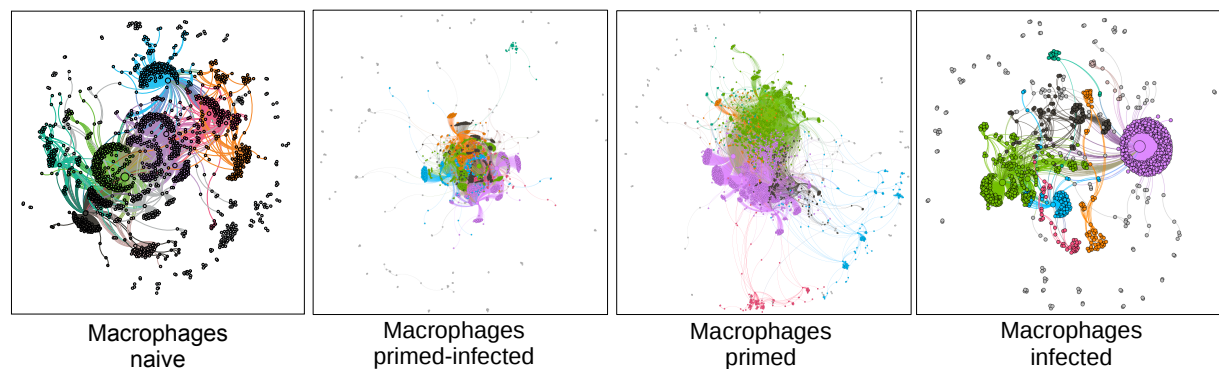 Macrophages
naive
Macrophages
primed-infected
Macrophages
primed
Macrophages
infected